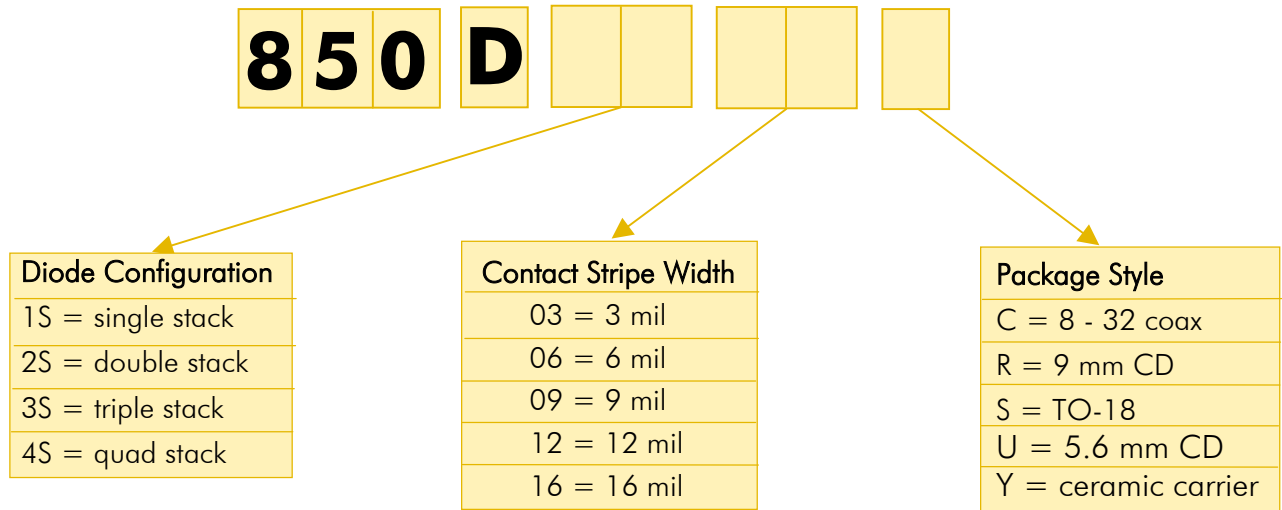 850 D
Diode Configuration
1S = single stack
2S = double stack
3S = triple stack
4S = quad stack
Contact Stripe Width
03 = 3 mil
06 = 6 mil
09 = 9 mil
12 = 12 mil
16 = 16 mil
Package Style
C = 8 - 32 coax
R = 9 mm CD
S = TO-18
U = 5.6 mm CD
Y = ceramic carrier